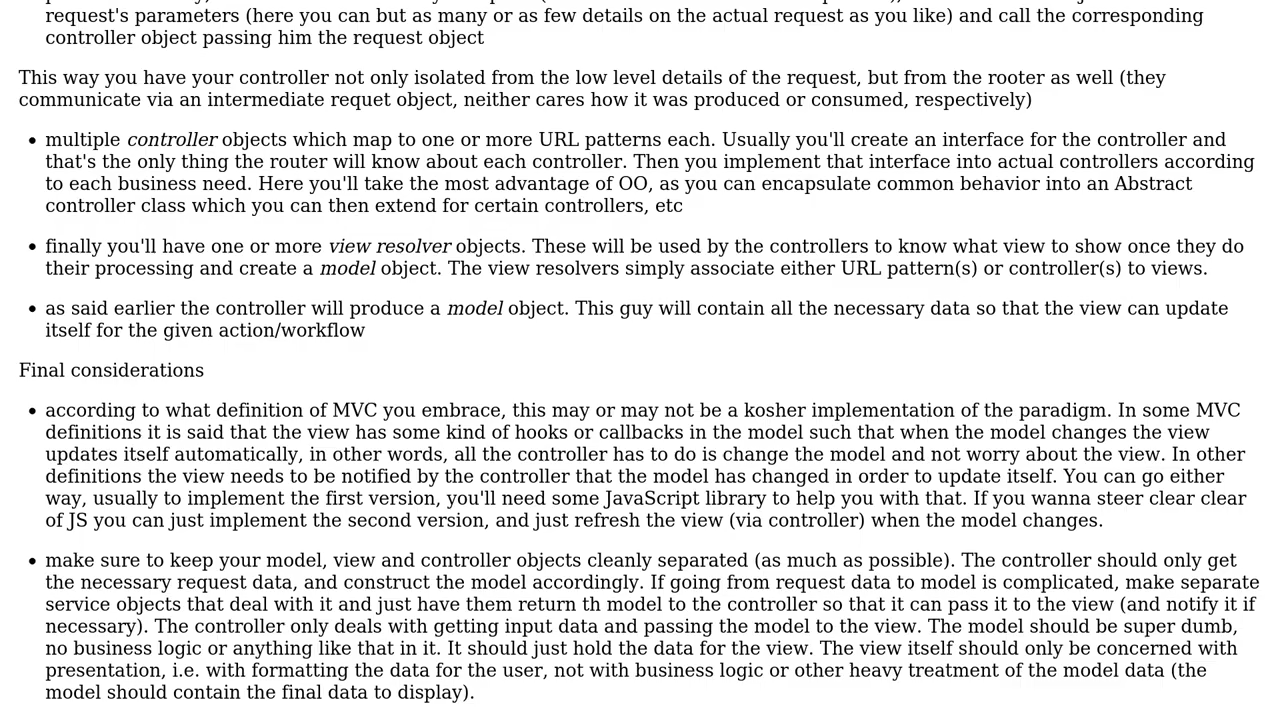 request's parameters (here you can but as many or as few details on the actual request as you like) and call the corresponding
controller object passing him the request object
This way you have your controller not only isolated from the low level details of the request, but from the rooter as well (they
communicate via an intermediate requet object, neither cares how it was produced or consumed, respectively)
• multiple controller objects which map to one or more URL patterns each. Usually you'll create an interface for the controller and
that's the only thing the router will know about each controller. Then you implement that interface into actual controllers according
to each business need. Here you'll take the most advantage of OO, as you can encapsulate common behavior into an Abstract
controller class which you can then extend for certain controllers, etc
• finally you'll have one or more view resolver objects. These will be used by the controllers to know what view to show once they do
their processing and create a model object. The view resolvers simply associate either URL pattern(s) or controller(s) to views.
• as said earlier the controller will produce a model object. This guy will contain all the necessary data so that the view can update
itself for the given action/workflow
Final considerations
• according to what definition of MVC you embrace, this may or may not be a kosher implementation of the paradigm. In some MVC
definitions it is said that the view has some kind of hooks or callbacks in the model such that when the model changes the view
updates itself automatically, in other words, all the controller has to do is change the model and not worry about the view. In other
definitions the view needs to be notified by the controller that the model has changed in order to update itself. You can go either
way, usually to implement the first version, you'll need some JavaScript library to help you with that. If you wanna steer clear clear
of JS you can just implement the second version, and just refresh the view (via controller) when the model changes.
• make sure to keep your model, view and controller objects cleanly separated (as much as possible). The controller should only get
the necessary request data, and construct the model accordingly. If going from request data to model is complicated, make separate
service objects that deal with it and just have them return th model to the controller so that it can pass it to the view (and notify it if
necessary). The controller only deals with getting input data and passing the model to the view. The model should be super dumb,
no business logic or anything like that in it. It should just hold the data for the view. The view itself should only be concerned with
presentation, i.e. with formatting the data for the user, not with business logic or other heavy treatment of the model data (the
model should contain the final data to display).